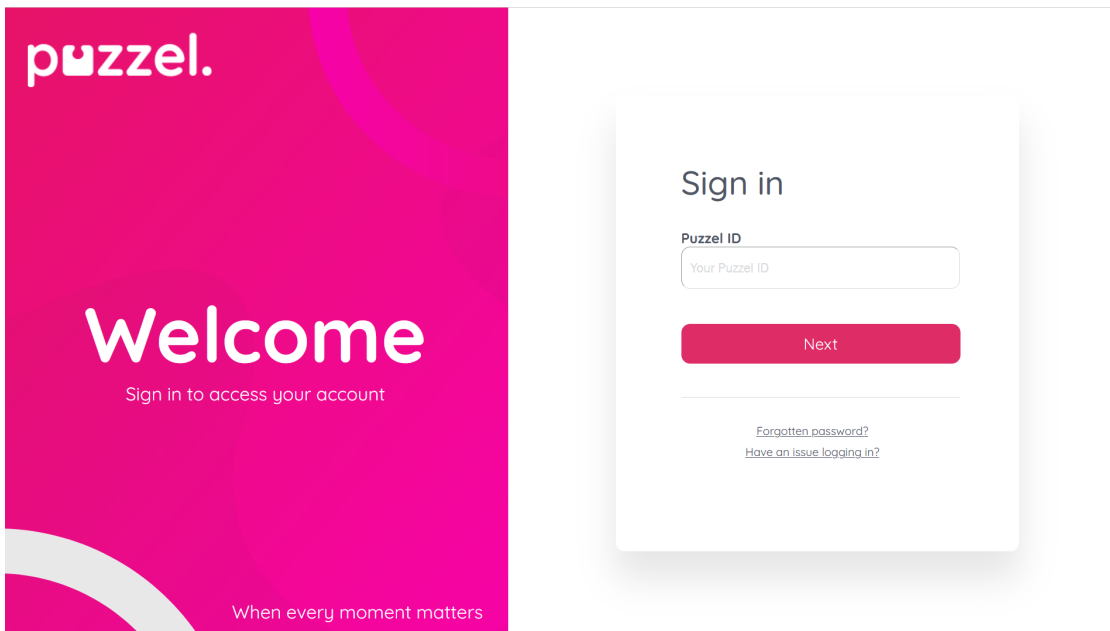 puzzel.
Welcome
Sign in to access your account
When every moment matters
Sign in
Puzzel ID
Your Puzzel ID
Next
Forgotten password?
Have an issue logging in?